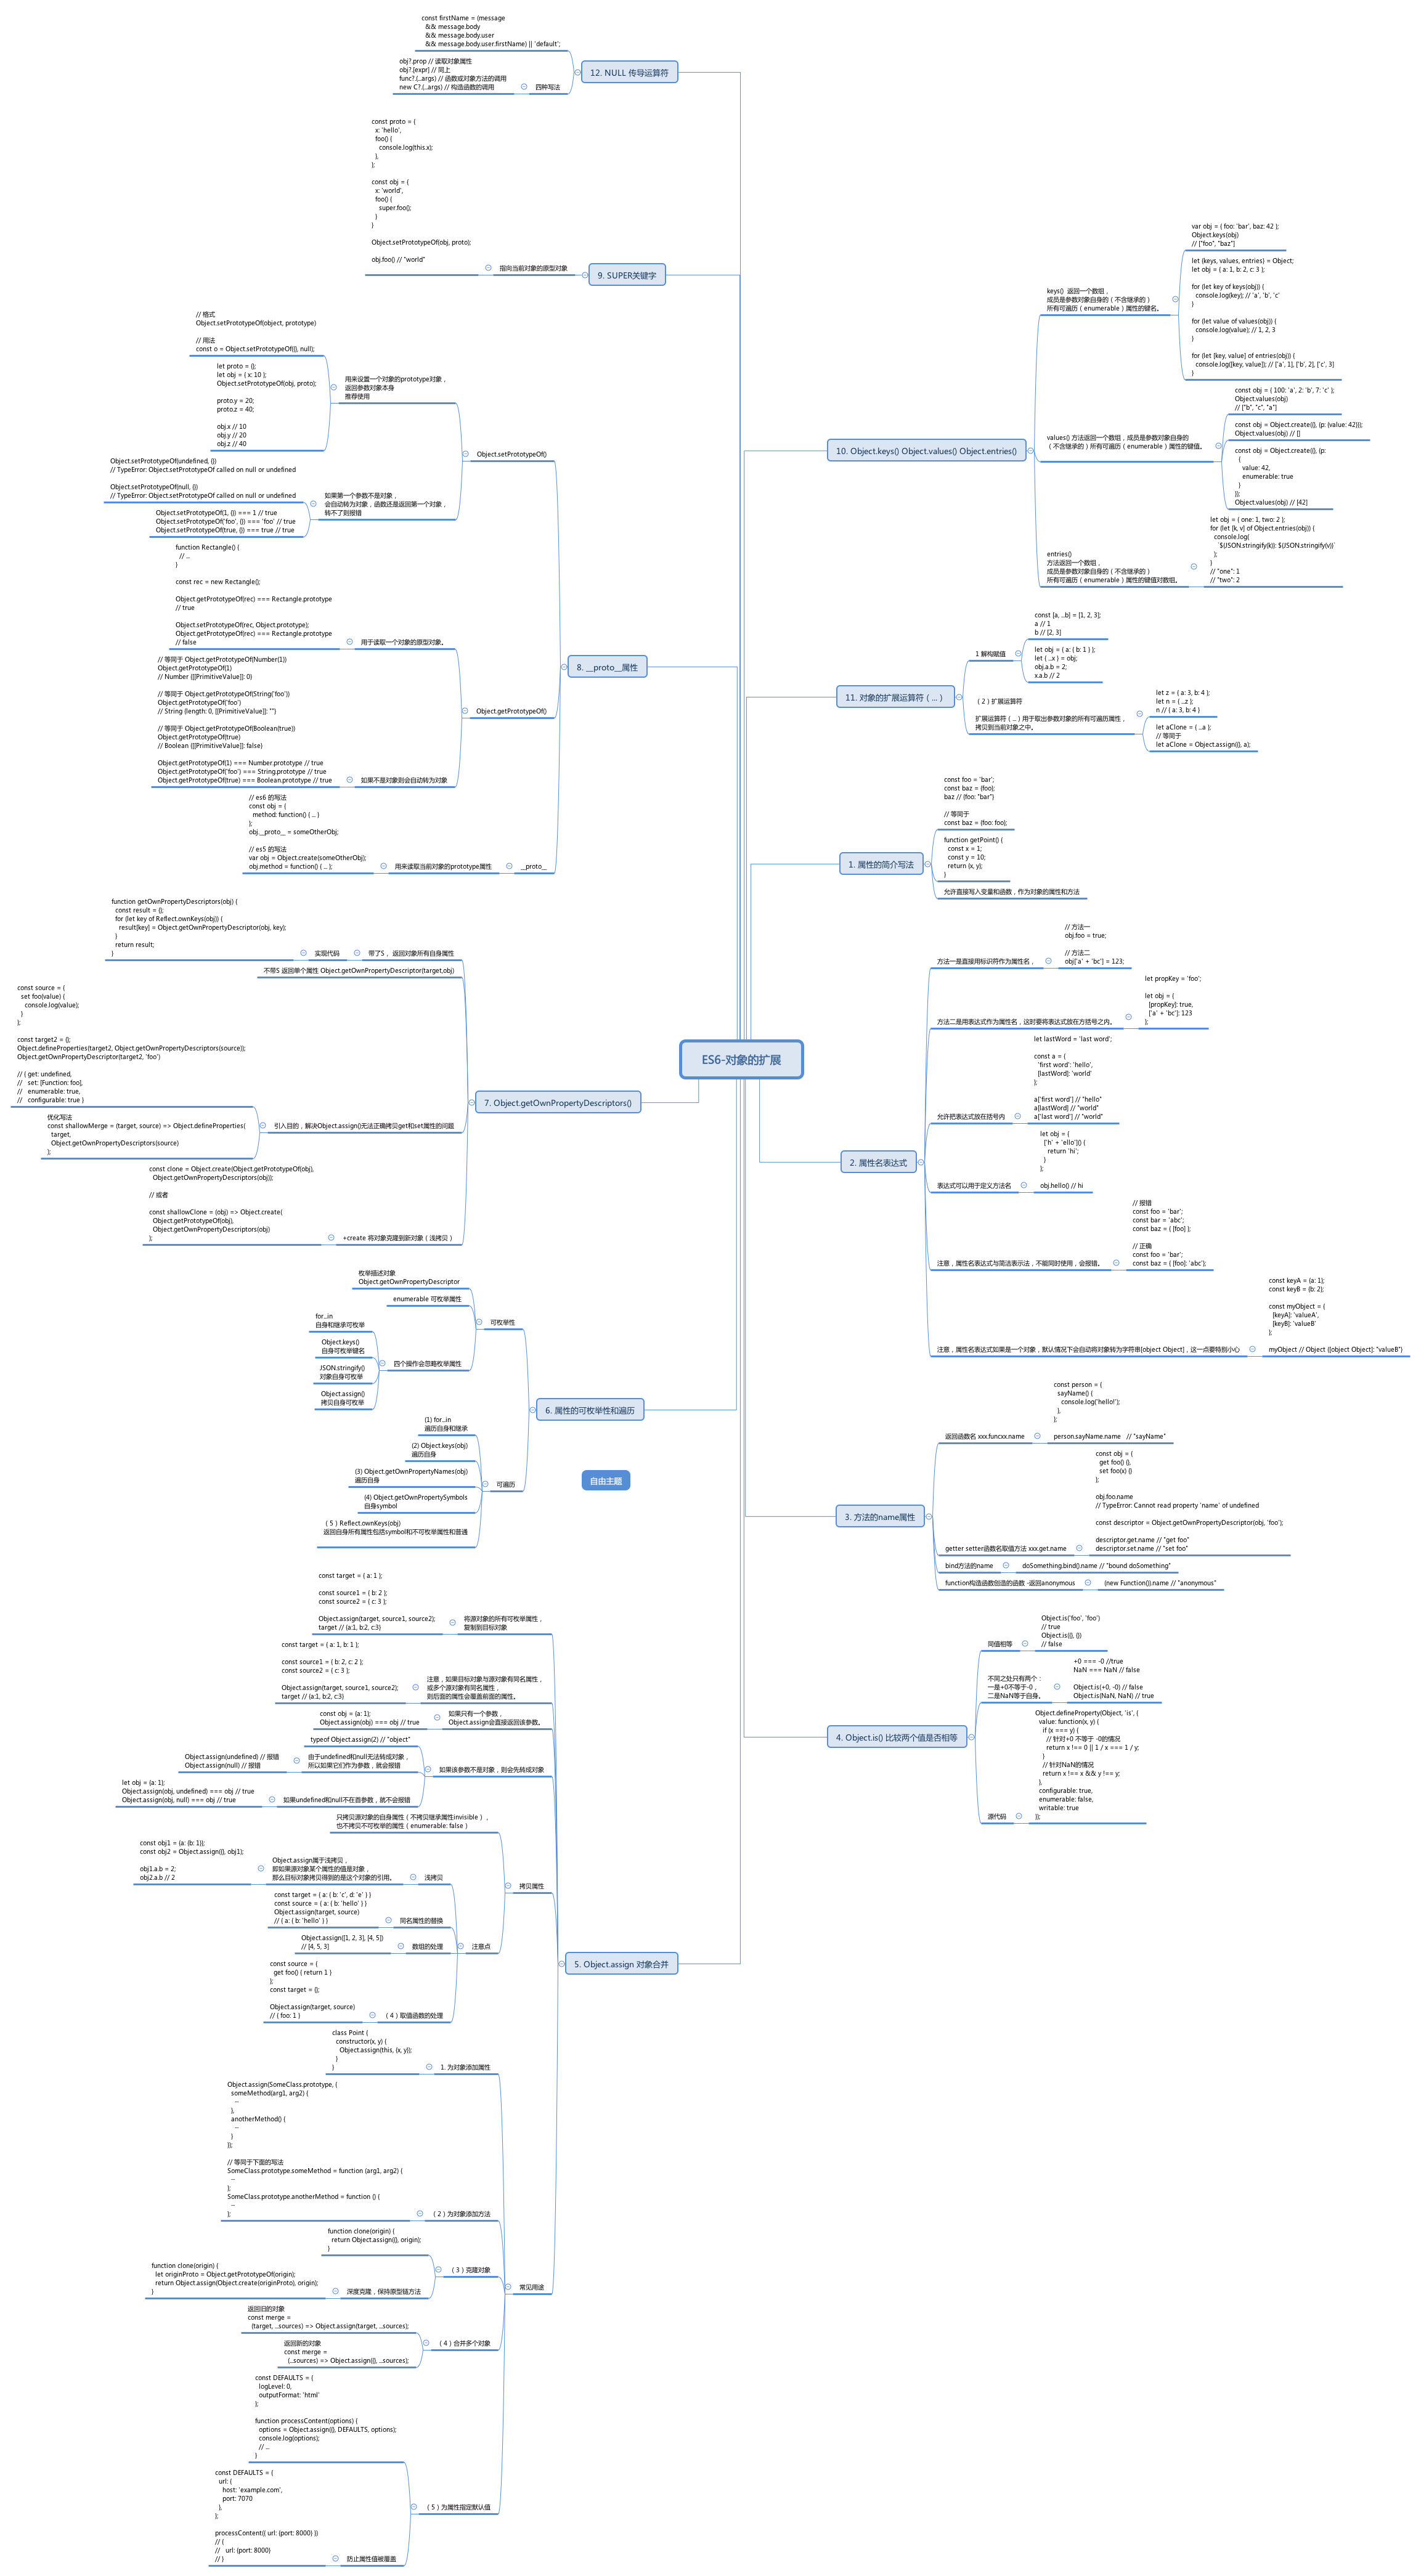 ES6-对象的扩展
1. 属性的简介写法
const foo = 'bar';
const baz = {foo};
baz // {foo: "bar"}
// 等同于
const baz = {foo: foo};
function getPoint() {
const x = 1;
const y = 10;
return {x, y};
}
允许直接写入变量和函数，作为对象的属性和方法
2. 属性名表达式
方法一是直接用标识符作为属性名，
// 方法一
obj.foo = true;
// 方法二
obj['a' + 'bc'] = 123;
方法二是用表达式作为属性名，这时要将表达式放在方括号之内。
let propKey = 'foo';
let obj = {
[propKey]: true,
['a' + 'bc']: 123
};
允许把表达式放在括号内
let lastWord = 'last word';
const a = {
'first word': 'hello',
[lastWord]: 'world'
};
a['first word'] // "hello"
a[lastWord] // "world"
a['last word'] // "world"
表达式可以用于定义方法名
let obj = {
['h' + 'ello']() {
return 'hi';
}
};
obj.hello() // hi
注意，属性名表达式与简洁表示法，不能同时使用，会报错。
// 报错
const foo = 'bar';
const bar = 'abc';
const baz = { [foo] };
// 正确
const foo = 'bar';
const baz = { [foo]: 'abc'};
注意，属性名表达式如果是一个对象，默认情况下会自动将对象转为字符串[object Object]，这一点要特别小心
const keyA = {a: 1};
const keyB = {b: 2};
const myObject = {
[keyA]: 'valueA',
[keyB]: 'valueB'
};
myObject // Object {[object Object]: "valueB"}
3. 方法的name属性
返回函数名 xxx.funcxx.name
const person = {
sayName() {
console.log('hello!');
},
};
person.sayName.name // "sayName"
getter setter函数名取值方法 xxx.get.name
const obj = {
get foo() {},
set foo(x) {}
};
obj.foo.name
// TypeError: Cannot read property 'name' of undefined
const descriptor = Object.getOwnPropertyDescriptor(obj, 'foo');
descriptor.get.name // "get foo"
descriptor.set.name // "set foo"
bind方法的name
doSomething.bind().name // "bound doSomething"
function构造函数创造的函数 -返回anonymous
(new Function()).name // "anonymous"
4. Object.is() 比较两个值是否相等
同值相等
Object.is('foo', 'foo')
// true
Object.is({}, {})
// false
不同之处只有两个：
一是+0不等于-0，
二是NaN等于自身。
+0 === -0 //true
NaN === NaN // false
Object.is(+0, -0) // false
Object.is(NaN, NaN) // true
源代码
Object.defineProperty(Object, 'is', {
value: function(x, y) {
if (x === y) {
// 针对+0 不等于 -0的情况
return x !== 0 || 1 / x === 1 / y;
}
// 针对NaN的情况
return x !== x && y !== y;
},
configurable: true,
enumerable: false,
writable: true
});
5. Object.assign 对象合并
将源对象的所有可枚举属性，
复制到目标对象
const target = { a: 1 };
const source1 = { b: 2 };
const source2 = { c: 3 };
Object.assign(target, source1, source2);
target // {a:1, b:2, c:3}
注意，如果目标对象与源对象有同名属性，
或多个源对象有同名属性，
则后面的属性会覆盖前面的属性。
const target = { a: 1, b: 1 };
const source1 = { b: 2, c: 2 };
const source2 = { c: 3 };
Object.assign(target, source1, source2);
target // {a:1, b:2, c:3}
如果只有一个参数，
Object.assign会直接返回该参数。
const obj = {a: 1};
Object.assign(obj) === obj // true
如果该参数不是对象，则会先转成对象
typeof Object.assign(2) // "object"
由于undefined和null无法转成对象，
所以如果它们作为参数，就会报错
Object.assign(undefined) // 报错
Object.assign(null) // 报错
如果undefined和null不在首参数，就不会报错
let obj = {a: 1};
Object.assign(obj, undefined) === obj // true
Object.assign(obj, null) === obj // true
拷贝属性
只拷贝源对象的自身属性（不拷贝继承属性invisible），
也不拷贝不可枚举的属性（enumerable: false）
注意点
浅拷贝
Object.assign属于浅拷贝，
即如果源对象某个属性的值是对象，
那么目标对象拷贝得到的是这个对象的引用。
const obj1 = {a: {b: 1}};
const obj2 = Object.assign({}, obj1);
obj1.a.b = 2;
obj2.a.b // 2
同名属性的替换
const target = { a: { b: 'c', d: 'e' } }
const source = { a: { b: 'hello' } }
Object.assign(target, source)
// { a: { b: 'hello' } }
数组的处理
Object.assign([1, 2, 3], [4, 5])
// [4, 5, 3]
（4）取值函数的处理
const source = {
get foo() { return 1 }
};
const target = {};
Object.assign(target, source)
// { foo: 1 }
常见用途
1. 为对象添加属性
class Point {
constructor(x, y) {
Object.assign(this, {x, y});
}
}
（2）为对象添加方法
Object.assign(SomeClass.prototype, {
someMethod(arg1, arg2) {
···
},
anotherMethod() {
···
}
});
// 等同于下面的写法
SomeClass.prototype.someMethod = function (arg1, arg2) {
···
};
SomeClass.prototype.anotherMethod = function () {
···
};
（3）克隆对象
function clone(origin) {
return Object.assign({}, origin);
}
深度克隆，保持原型链方法
function clone(origin) {
let originProto = Object.getPrototypeOf(origin);
return Object.assign(Object.create(originProto), origin);
}
（4）合并多个对象
返回旧的对象
const merge =
(target, ...sources) => Object.assign(target, ...sources);
返回新的对象
const merge =
(...sources) => Object.assign({}, ...sources);
（5）为属性指定默认值
const DEFAULTS = {
logLevel: 0,
outputFormat: 'html'
};
function processContent(options) {
options = Object.assign({}, DEFAULTS, options);
console.log(options);
// ...
}
防止属性值被覆盖
const DEFAULTS = {
url: {
host: 'example.com',
port: 7070
},
};
processContent({ url: {port: 8000} })
// {
// url: {port: 8000}
// }
6. 属性的可枚举性和遍历
可枚举性
枚举描述对象
Object.getOwnPropertyDescriptor
enumerable 可枚举属性
四个操作会忽略枚举属性
for...in
自身和继承可枚举
Object.keys()
自身可枚举键名
JSON.stringify()
对象自身可枚举
Object.assign()
拷贝自身可枚举
可遍历
(1) for...in
遍历自身和继承
(2) Object.keys(obj)
遍历自身
(3) Object.getOwnPropertyNames(obj)
遍历自身
(4) Object.getOwnPropertySymbols
自身symbol
（5）Reflect.ownKeys(obj)
返回自身所有属性包括symbol和不可枚举属性和普通
自由主题
7. Object.getOwnPropertyDescriptors()
带了S， 返回对象所有自身属性
实现代码
function getOwnPropertyDescriptors(obj) {
const result = {};
for (let key of Reflect.ownKeys(obj)) {
result[key] = Object.getOwnPropertyDescriptor(obj, key);
}
return result;
}
不带S 返回单个属性 Object.getOwnPropertyDescriptor(target,obj)
引入目的，解决Object.assign()无法正确拷贝get和set属性的问题
const source = {
set foo(value) {
console.log(value);
}
};
const target2 = {};
Object.defineProperties(target2, Object.getOwnPropertyDescriptors(source));
Object.getOwnPropertyDescriptor(target2, 'foo')
// { get: undefined,
// set: [Function: foo],
// enumerable: true,
// configurable: true }
优化写法
const shallowMerge = (target, source) => Object.defineProperties(
target,
Object.getOwnPropertyDescriptors(source)
);
+create 将对象克隆到新对象（浅拷贝）
const clone = Object.create(Object.getPrototypeOf(obj),
Object.getOwnPropertyDescriptors(obj));
// 或者
const shallowClone = (obj) => Object.create(
Object.getPrototypeOf(obj),
Object.getOwnPropertyDescriptors(obj)
);
8. __proto__属性
Object.setPrototypeOf()
用来设置一个对象的prototype对象，
返回参数对象本身
推荐使用
// 格式
Object.setPrototypeOf(object, prototype)
// 用法
const o = Object.setPrototypeOf({}, null);
let proto = {};
let obj = { x: 10 };
Object.setPrototypeOf(obj, proto);
proto.y = 20;
proto.z = 40;
obj.x // 10
obj.y // 20
obj.z // 40
如果第一个参数不是对象，
会自动转为对象，函数还是返回第一个对象，
转不了则报错
Object.setPrototypeOf(undefined, {})
// TypeError: Object.setPrototypeOf called on null or undefined
Object.setPrototypeOf(null, {})
// TypeError: Object.setPrototypeOf called on null or undefined
Object.setPrototypeOf(1, {}) === 1 // true
Object.setPrototypeOf('foo', {}) === 'foo' // true
Object.setPrototypeOf(true, {}) === true // true
Object.getPrototypeOf()
用于读取一个对象的原型对象。
function Rectangle() {
// ...
}
const rec = new Rectangle();
Object.getPrototypeOf(rec) === Rectangle.prototype
// true
Object.setPrototypeOf(rec, Object.prototype);
Object.getPrototypeOf(rec) === Rectangle.prototype
// false
如果不是对象则会自动转为对象
// 等同于 Object.getPrototypeOf(Number(1))
Object.getPrototypeOf(1)
// Number {[[PrimitiveValue]]: 0}
// 等同于 Object.getPrototypeOf(String('foo'))
Object.getPrototypeOf('foo')
// String {length: 0, [[PrimitiveValue]]: ""}
// 等同于 Object.getPrototypeOf(Boolean(true))
Object.getPrototypeOf(true)
// Boolean {[[PrimitiveValue]]: false}
Object.getPrototypeOf(1) === Number.prototype // true
Object.getPrototypeOf('foo') === String.prototype // true
Object.getPrototypeOf(true) === Boolean.prototype // true
__proto__
用来读取当前对象的prototype属性
// es6 的写法
const obj = {
method: function() { ... }
};
obj.__proto__ = someOtherObj;
// es5 的写法
var obj = Object.create(someOtherObj);
obj.method = function() { ... };
9. SUPER关键字
指向当前对象的原型对象
const proto = {
x: 'hello',
foo() {
console.log(this.x);
},
};
const obj = {
x: 'world',
foo() {
super.foo();
}
}
Object.setPrototypeOf(obj, proto);
obj.foo() // "world"
10. Object.keys() Object.values() Object.entries()
keys() 返回一个数组，
成员是参数对象自身的（不含继承的）
所有可遍历（enumerable）属性的键名。
var obj = { foo: 'bar', baz: 42 };
Object.keys(obj)
// ["foo", "baz"]
let {keys, values, entries} = Object;
let obj = { a: 1, b: 2, c: 3 };
for (let key of keys(obj)) {
console.log(key); // 'a', 'b', 'c'
}
for (let value of values(obj)) {
console.log(value); // 1, 2, 3
}
for (let [key, value] of entries(obj)) {
console.log([key, value]); // ['a', 1], ['b', 2], ['c', 3]
}
values() 方法返回一个数组，成员是参数对象自身的
（不含继承的）所有可遍历（enumerable）属性的键值。
const obj = { 100: 'a', 2: 'b', 7: 'c' };
Object.values(obj)
// ["b", "c", "a"]
const obj = Object.create({}, {p: {value: 42}});
Object.values(obj) // []
const obj = Object.create({}, {p:
{
value: 42,
enumerable: true
}
});
Object.values(obj) // [42]
entries()
方法返回一个数组，
成员是参数对象自身的（不含继承的）
所有可遍历（enumerable）属性的键值对数组。
let obj = { one: 1, two: 2 };
for (let [k, v] of Object.entries(obj)) {
console.log(
`${JSON.stringify(k)}: ${JSON.stringify(v)}`
);
}
// "one": 1
// "two": 2
11. 对象的扩展运算符（...）
1 解构赋值
const [a, ...b] = [1, 2, 3];
a // 1
b // [2, 3]
let obj = { a: { b: 1 } };
let { ...x } = obj;
obj.a.b = 2;
x.a.b // 2
（2）扩展运算符
扩展运算符（...）用于取出参数对象的所有可遍历属性，
拷贝到当前对象之中。
let z = { a: 3, b: 4 };
let n = { ...z };
n // { a: 3, b: 4 }
let aClone = { ...a };
// 等同于
let aClone = Object.assign({}, a);
12. NULL 传导运算符
const firstName = (message
&& message.body
&& message.body.user
&& message.body.user.firstName) || 'default';
四种写法
obj?.prop // 读取对象属性
obj?.[expr] // 同上
func?.(...args) // 函数或对象方法的调用
new C?.(...args) // 构造函数的调用